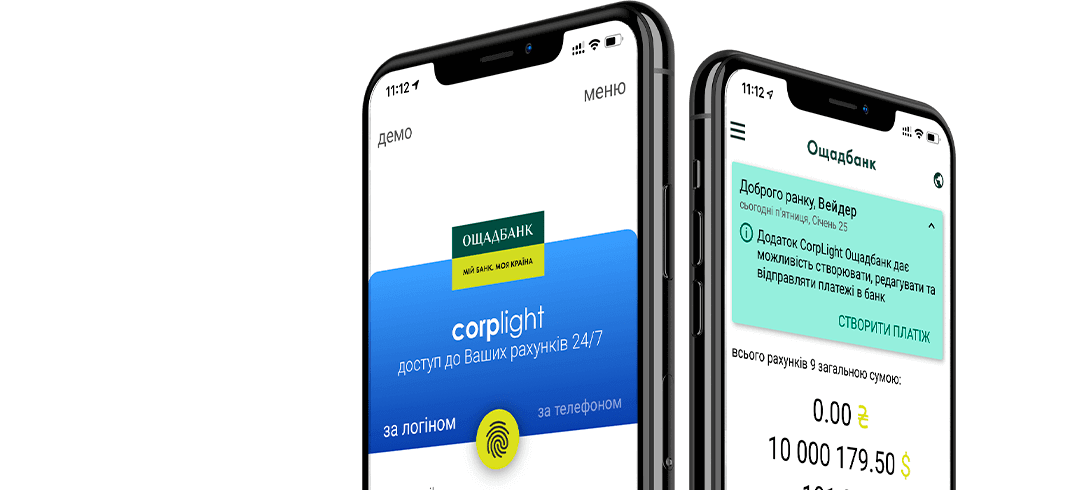 11:12
меню
демо
ОЩАДБАНК
МІЙ БАНК. МОЯ КРАЇНА
corplight
доступ до Ваших рахунків 24/7
за логіном
за телефоном
11:12
Ощадбанк
Доброго ранку, Вейдер
сьогодні п'ятниця, Січень 25
Додаток CorpLight Ощадбанк дає
можливість створювати, редагувати та
відправляти платежі в банк
СТВОРИТИ ПЛАТІЖ
всього рахунків 9 загальною сумою:
0.00 ₴
10 000 179.50 $